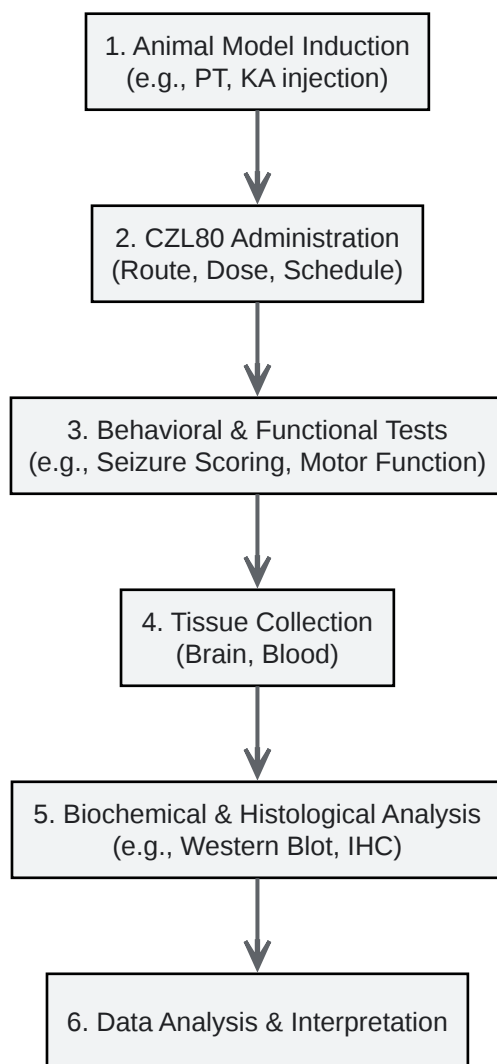 1. Animal Model Induction
(e.g., PT, KA injection)
2. CZL80 Administration
(Route, Dose, Schedule)
3. Behavioral & Functional Tests
(e.g., Seizure Scoring, Motor Function)
4. Tissue Collection
(Brain, Blood)
5. Biochemical & Histological Analysis
(e.g., Western Blot, IHC)
6. Data Analysis & Interpretation